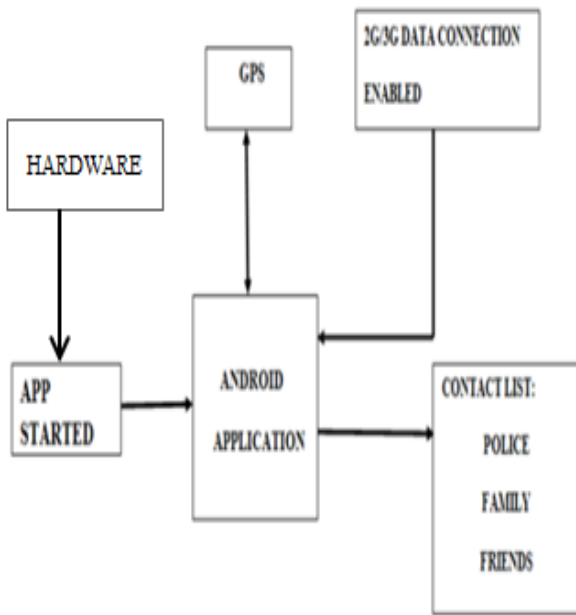 2G/3G DATA CONNECTION
ENABLED
GPS
HARDWARE
APP
STARTED
ANDROID
APPLICATION
CONTACT LIST:
POLICE
FAMILY
FRIENDS